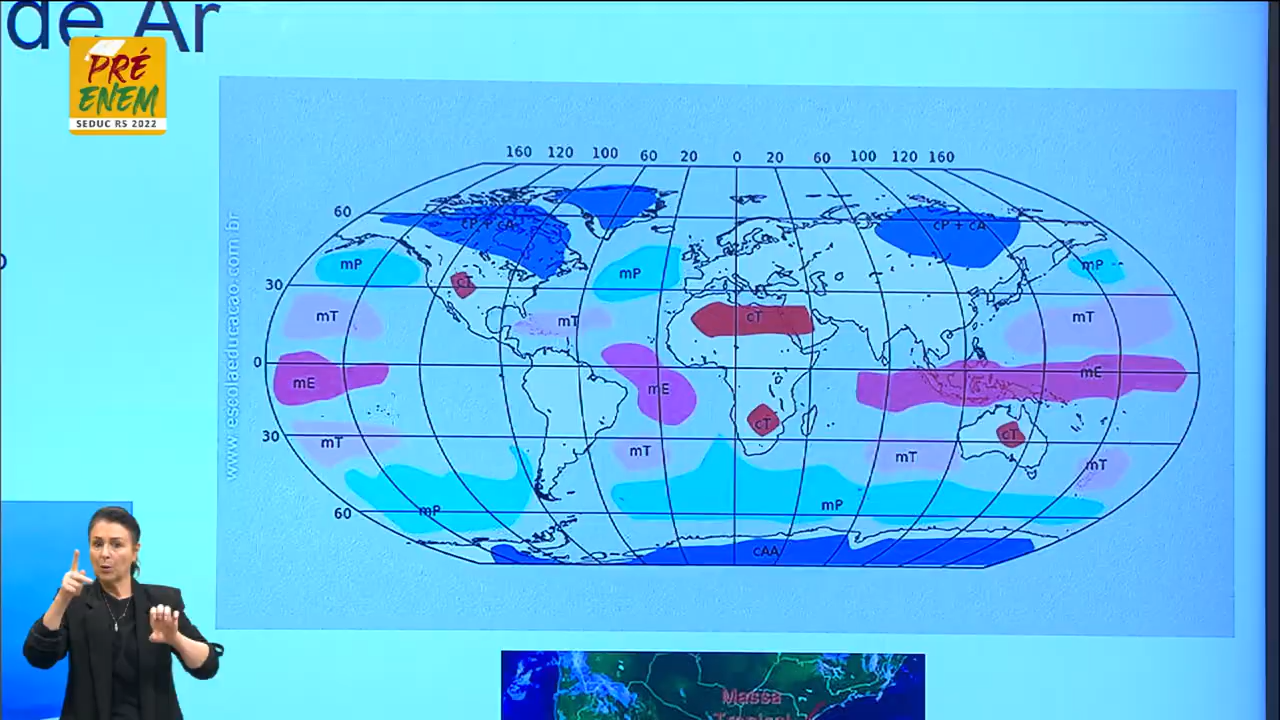 de Ar
PRÉ
ENEM
SEDUC RS 2022
160 120 100 60 20 0 20 60 100 120 160
60
cP + cA
cP + cA
mP
mP
mP
30
cT
mT
mT
cT
mT
0
mE
mE
mE
cT
30
mT
mT
mT
cT
mT
60
mP
mP
cAA
www.escolaeducacao.com.br
Massa
Tropical